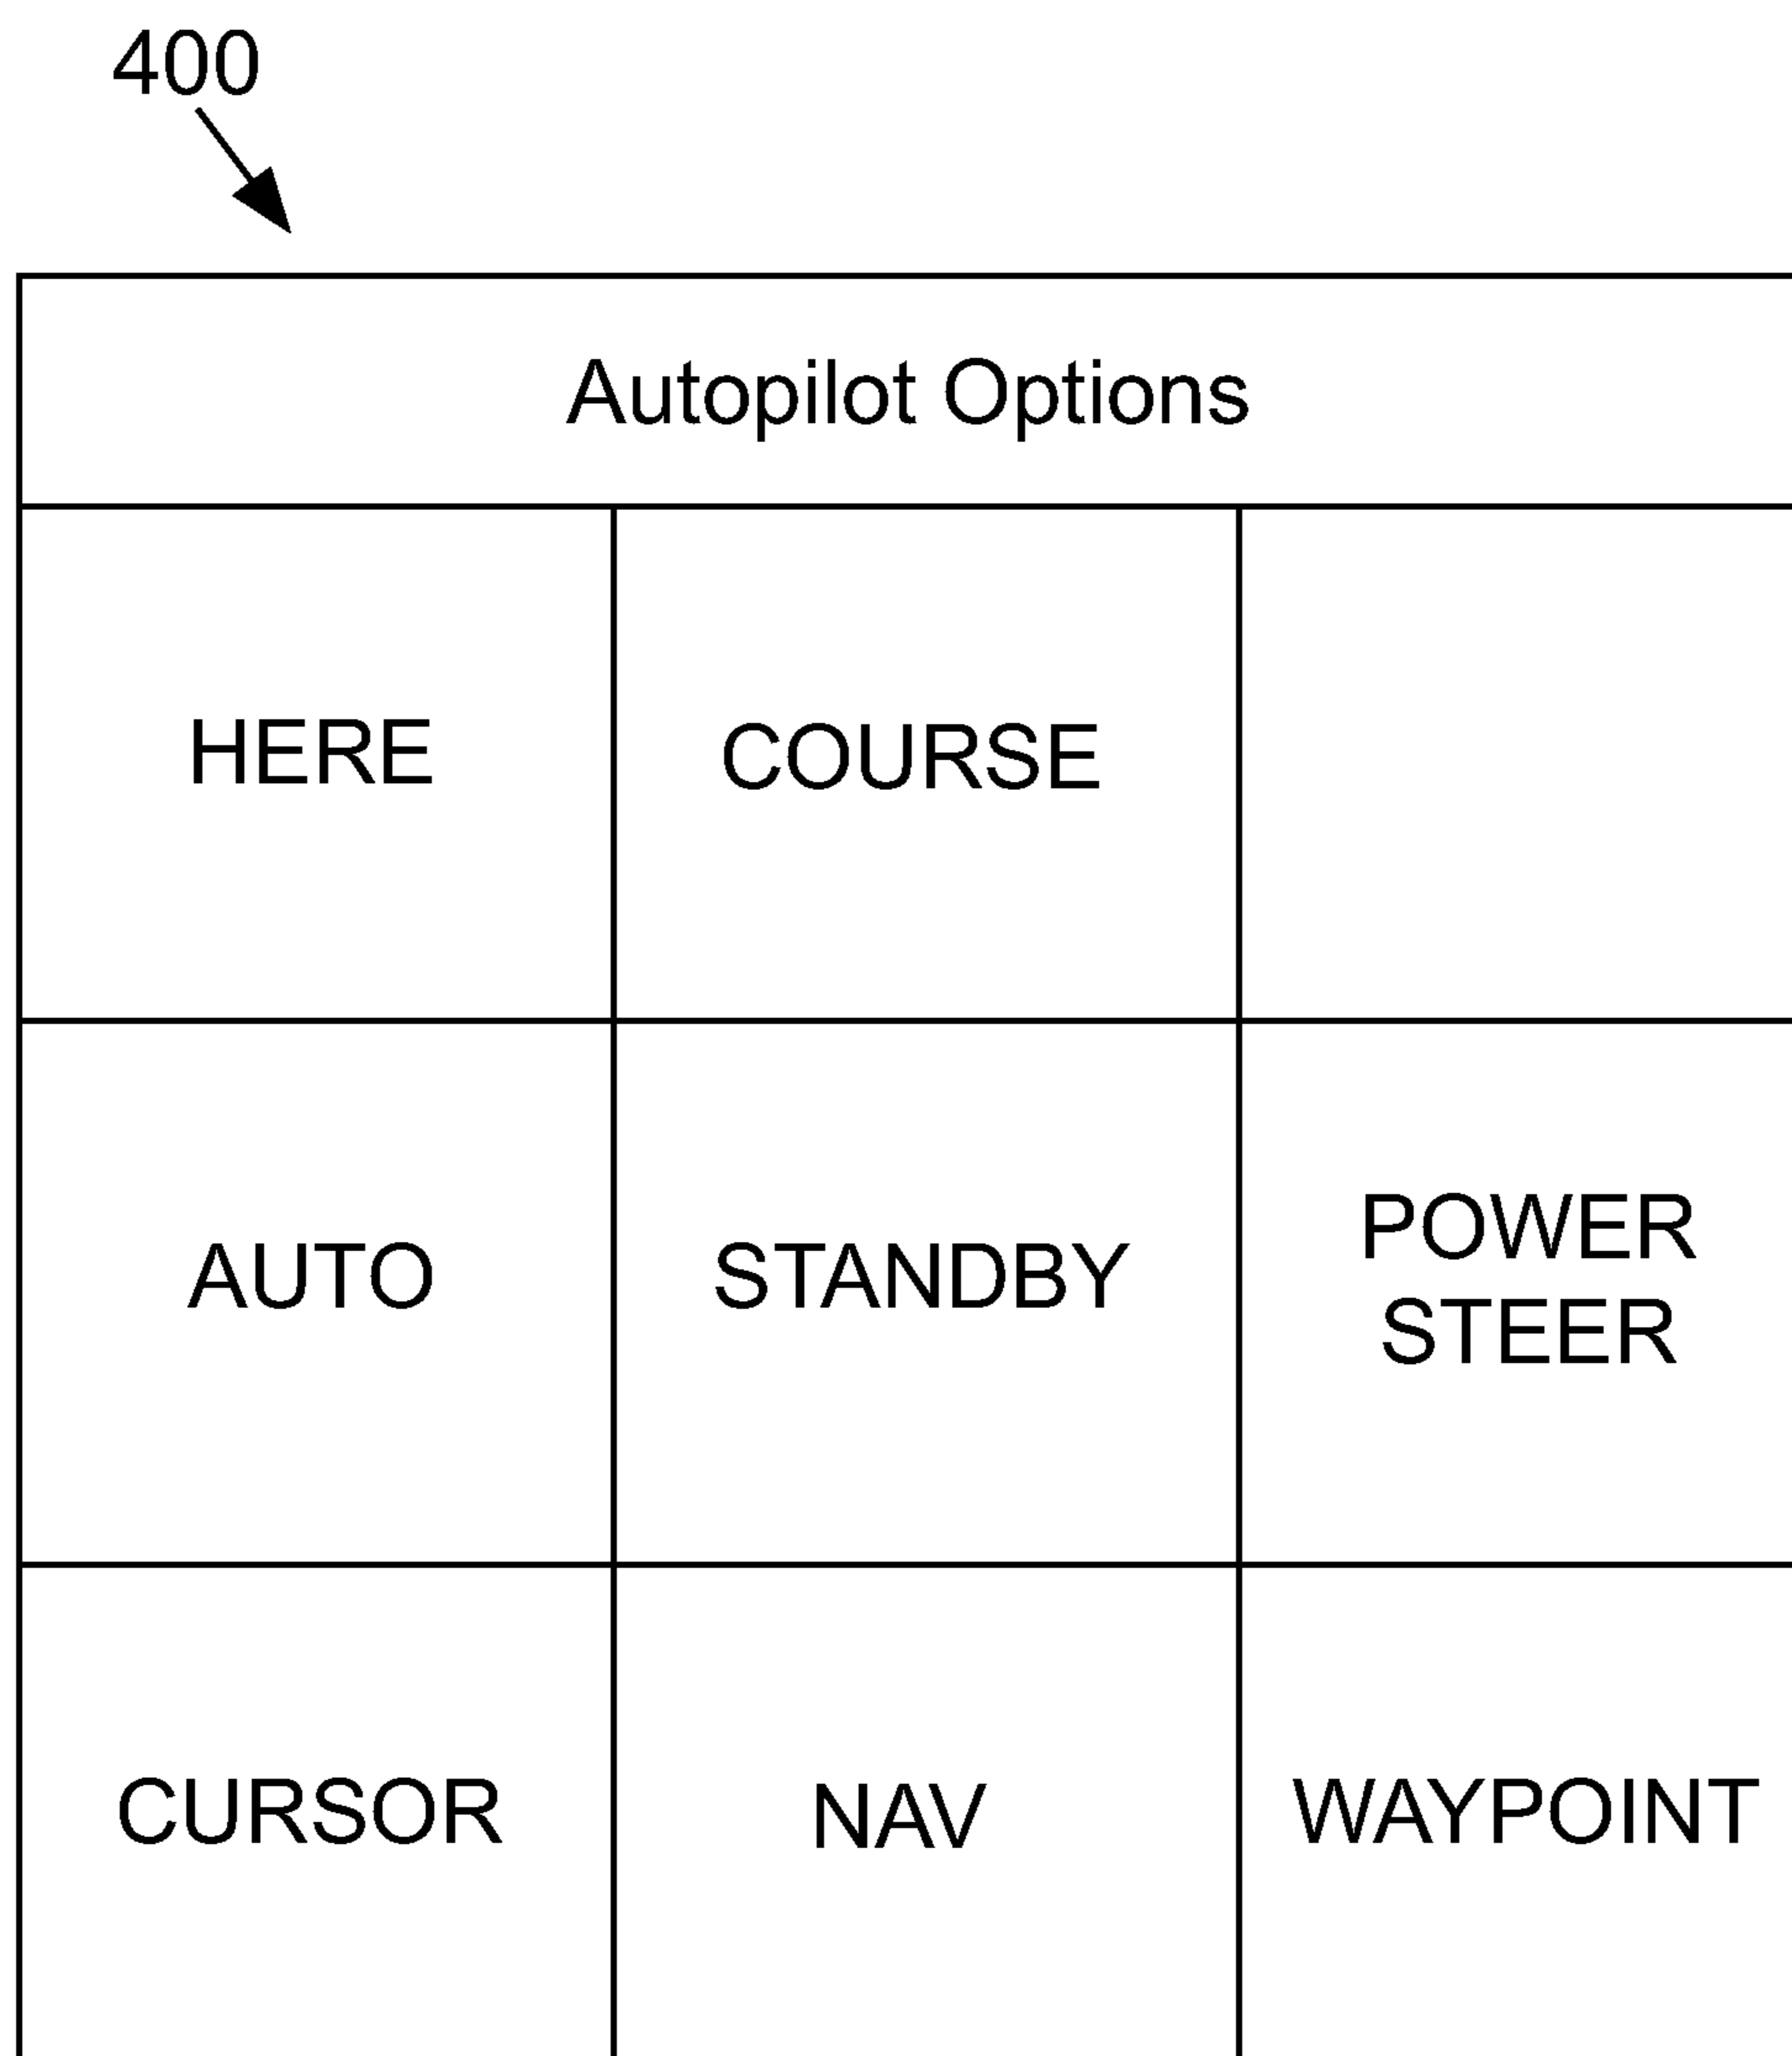 400
Autopilot Options
HERE
COURSE
AUTO
STANDBY
POWER
STEER
CURSOR
NAV
WAYPOINT